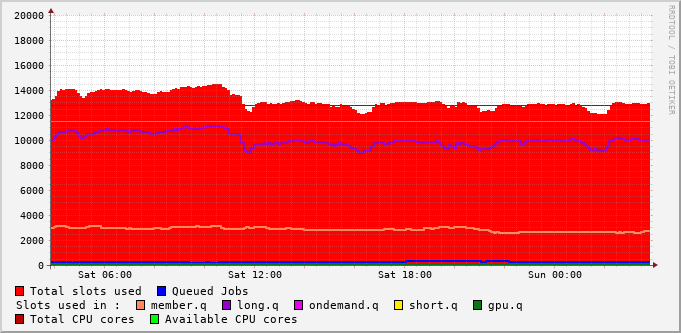 20000
18000
16000
14000
12000
10000
8000
6000
4000
2000
0
Sat 06:00 Sat 12:00 Sat 18:00 Sun 00:00
RRDTOOL / TOBI OETIKER
Total slots used Queued Jobs
Slots used in : member.q long.q ondemand.q short.q gpu.q
Total CPU cores Available CPU cores